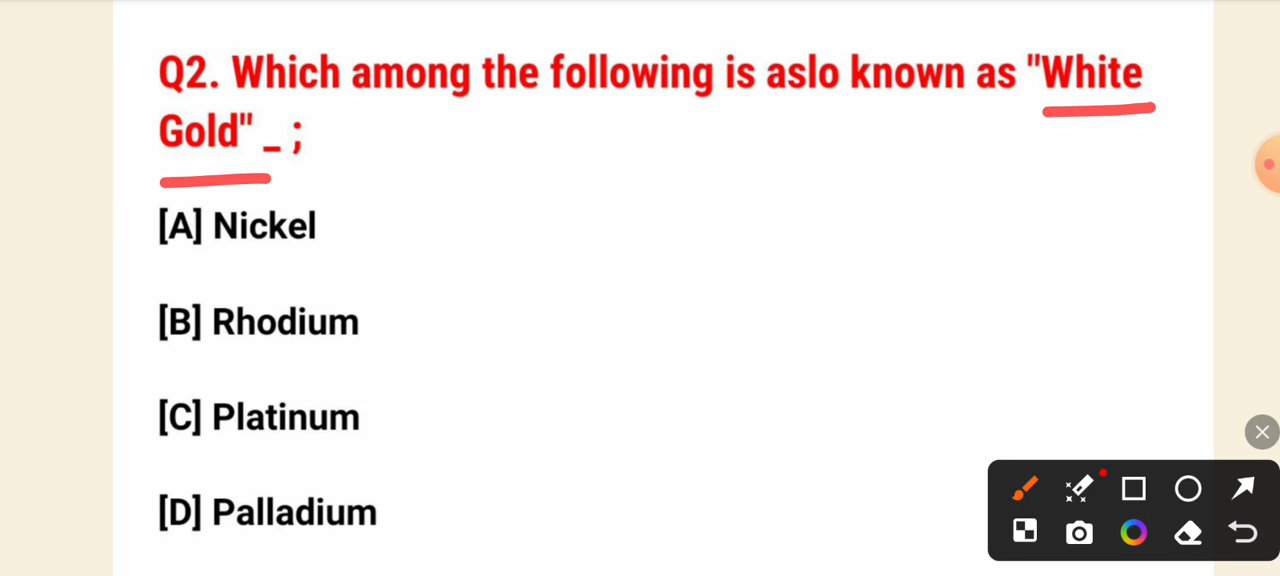 Q2. Which among the following is aslo known as "White
Gold" _ ;
[A] Nickel
[B] Rhodium
[C] Platinum
[D] Palladium